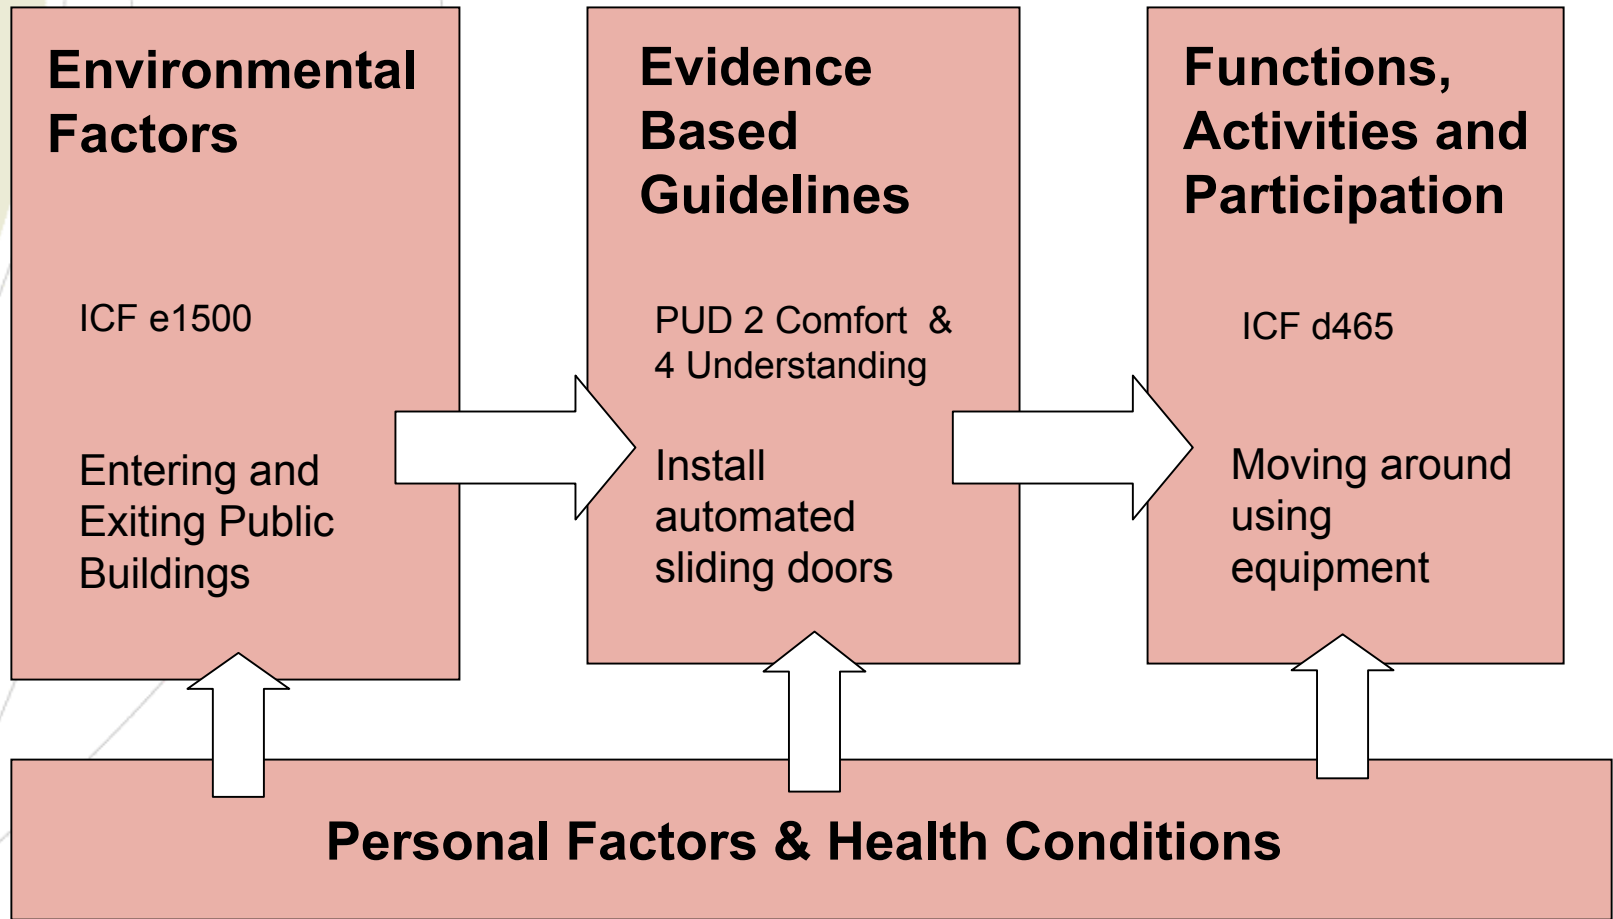 Environmental
Factors
ICF e1500
Entering and
Exiting Public
Buildings
Evidence
Based
Guidelines
PUD 2 Comfort  &
4 Understanding
Install
automated
sliding doors
Functions,
Activities and
Participation
ICF d465
Moving around
using
equipment
Personal Factors & Health Conditions